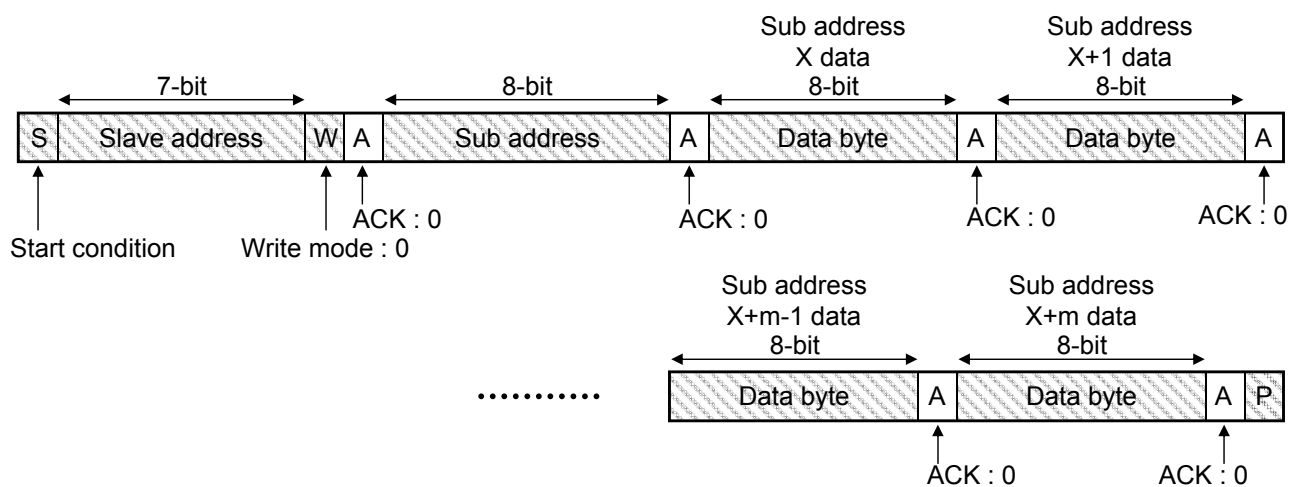 Sub address
X data
8-bit
Sub address
X+1 data
8-bit
7-bit
8-bit
S Slave address W A Sub address A Data byte A Data byte A
ACK : 0 ACK : 0 ACK : 0 ACK : 0
Start condition Write mode : 0
Sub address
X+m-1 data
8-bit
Sub address
X+m data
8-bit
........... Data byte A Data byte A P
ACK : 0 ACK : 0